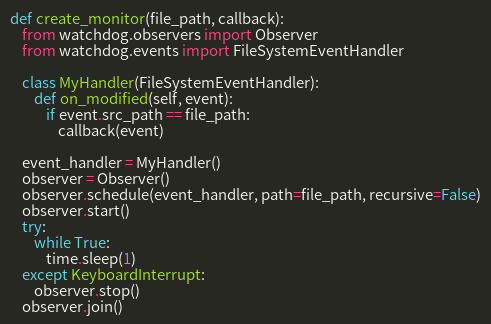 def create_monitor(file_path, callback):
from watchdog.observers import Observer
from watchdog.events import FileSystemEventHandler
class MyHandler(FileSystemEventHandler):
def on_modified(self, event):
if event.src_path == file_path:
callback(event)
event_handler = MyHandler()
observer = Observer()
observer.schedule(event_handler, path=file_path, recursive=False)
observer.start()
try:
while True:
time.sleep(1)
except KeyboardInterrupt:
observer.stop()
observer.join()